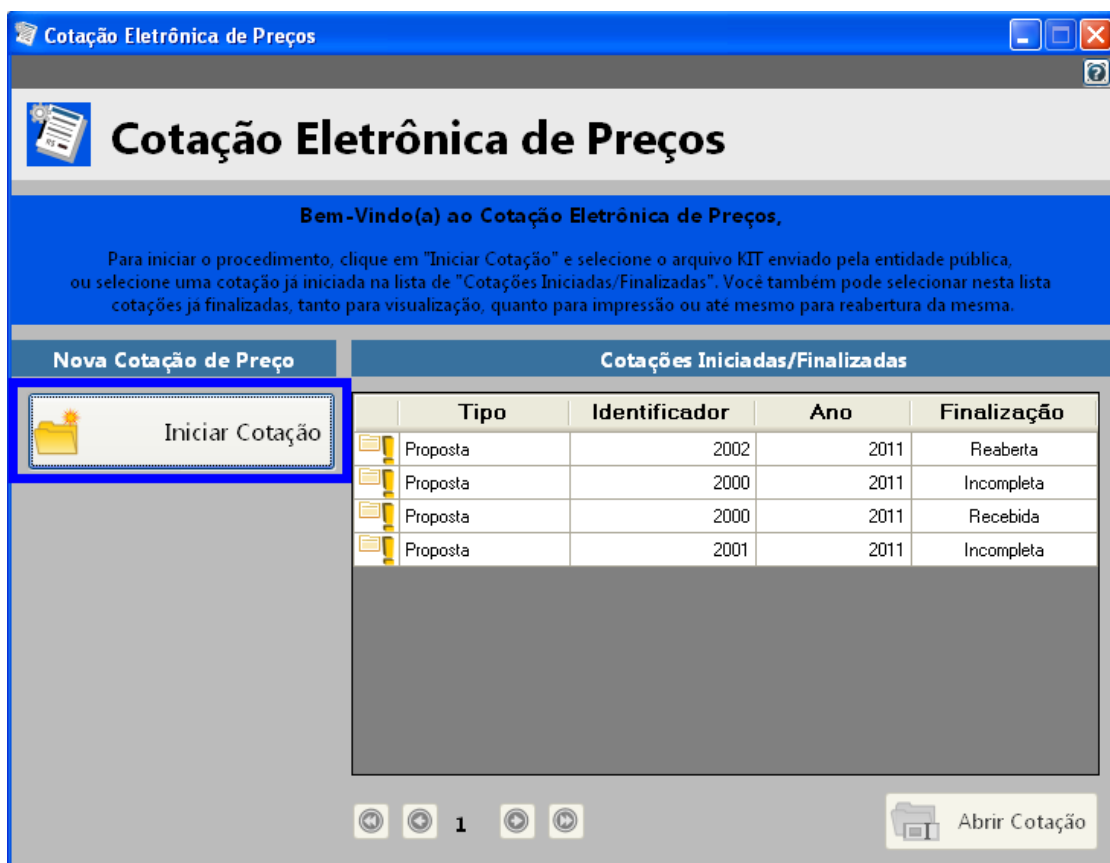 Cotação Eletrônica de Preços
Cotação Eletrônica de Preços
Bem-Vindo(a) ao Cotação Eletrônica de Preços,
Para iniciar o procedimento, clique em "Iniciar Cotação" e selecione o arquivo KIT enviado pela entidade pública,
ou selecione uma cotação já iniciada na lista de "Cotações Iniciadas/Finalizadas". Você também pode selecionar nesta lista
cotações já finalizadas, tanto para visualização, quanto para impressão ou até mesmo para reabertura da mesma.
Nova Cotação de Preço
Iniciar Cotação
Cotações Iniciadas/Finalizadas
Tipo Identificador Ano Finalização
Proposta 2002 2011 Reaberta
Proposta 2000 2011 Incompleta
Proposta 2000 2011 Recebida
Proposta 2001 2011 Incompleta
1
Abrir Cotação